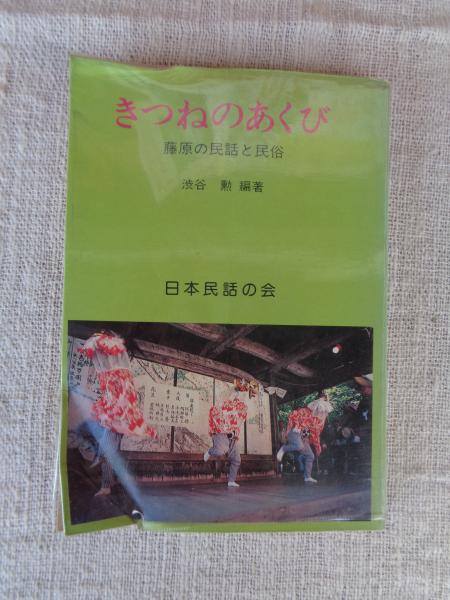 きつねのあくび
藤原の民話と民俗
渋谷 勲 編著
日本民話の会